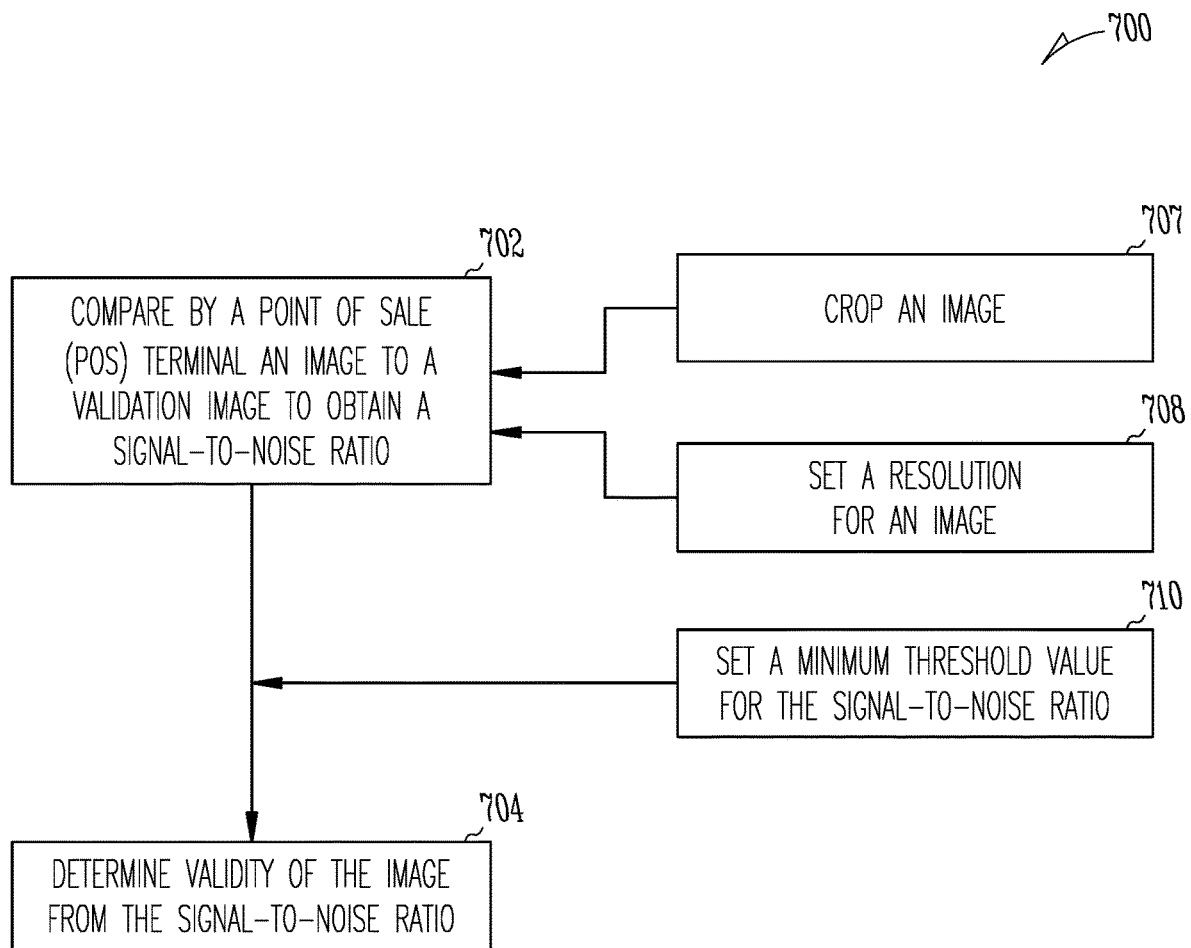 700
702
COMPARE BY A POINT OF SALE
(POS) TERMINAL AN IMAGE TO A
VALIDATION IMAGE TO OBTAIN A
SIGNAL-TO-NOISE RATIO
707
CROP AN IMAGE
708
SET A RESOLUTION
FOR AN IMAGE
710
SET A MINIMUM THRESHOLD VALUE
FOR THE SIGNAL-TO-NOISE RATIO
704
DETERMINE VALIDITY OF THE IMAGE
FROM THE SIGNAL-TO-NOISE RATIO